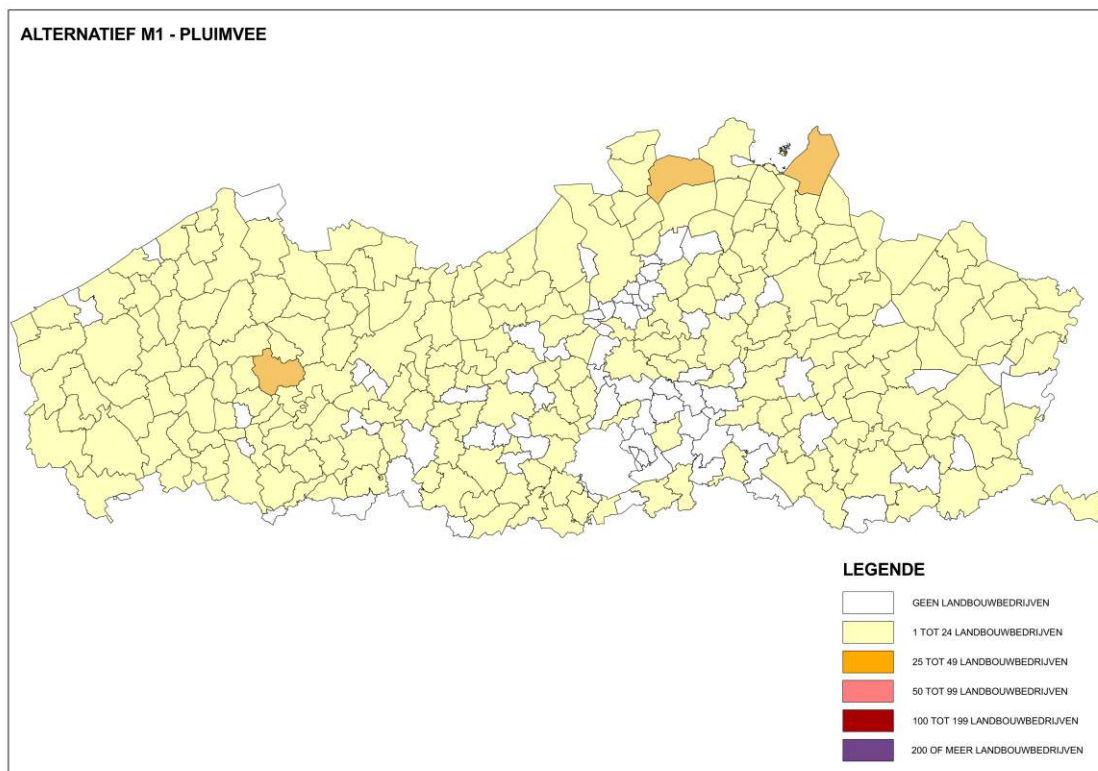 ALTERNATIEF M1 - PLUIMVEE
LEGENDE
GEEN LANDBOUWBEDRIJVEN
1 TOT 24 LANDBOUWBEDRIJVEN
25 TOT 49 LANDBOUWBEDRIJVEN
50 TOT 99 LANDBOUWBEDRIJVEN
100 TOT 199 LANDBOUWBEDRIJVEN
200 OF MEER LANDBOUWBEDRIJVEN